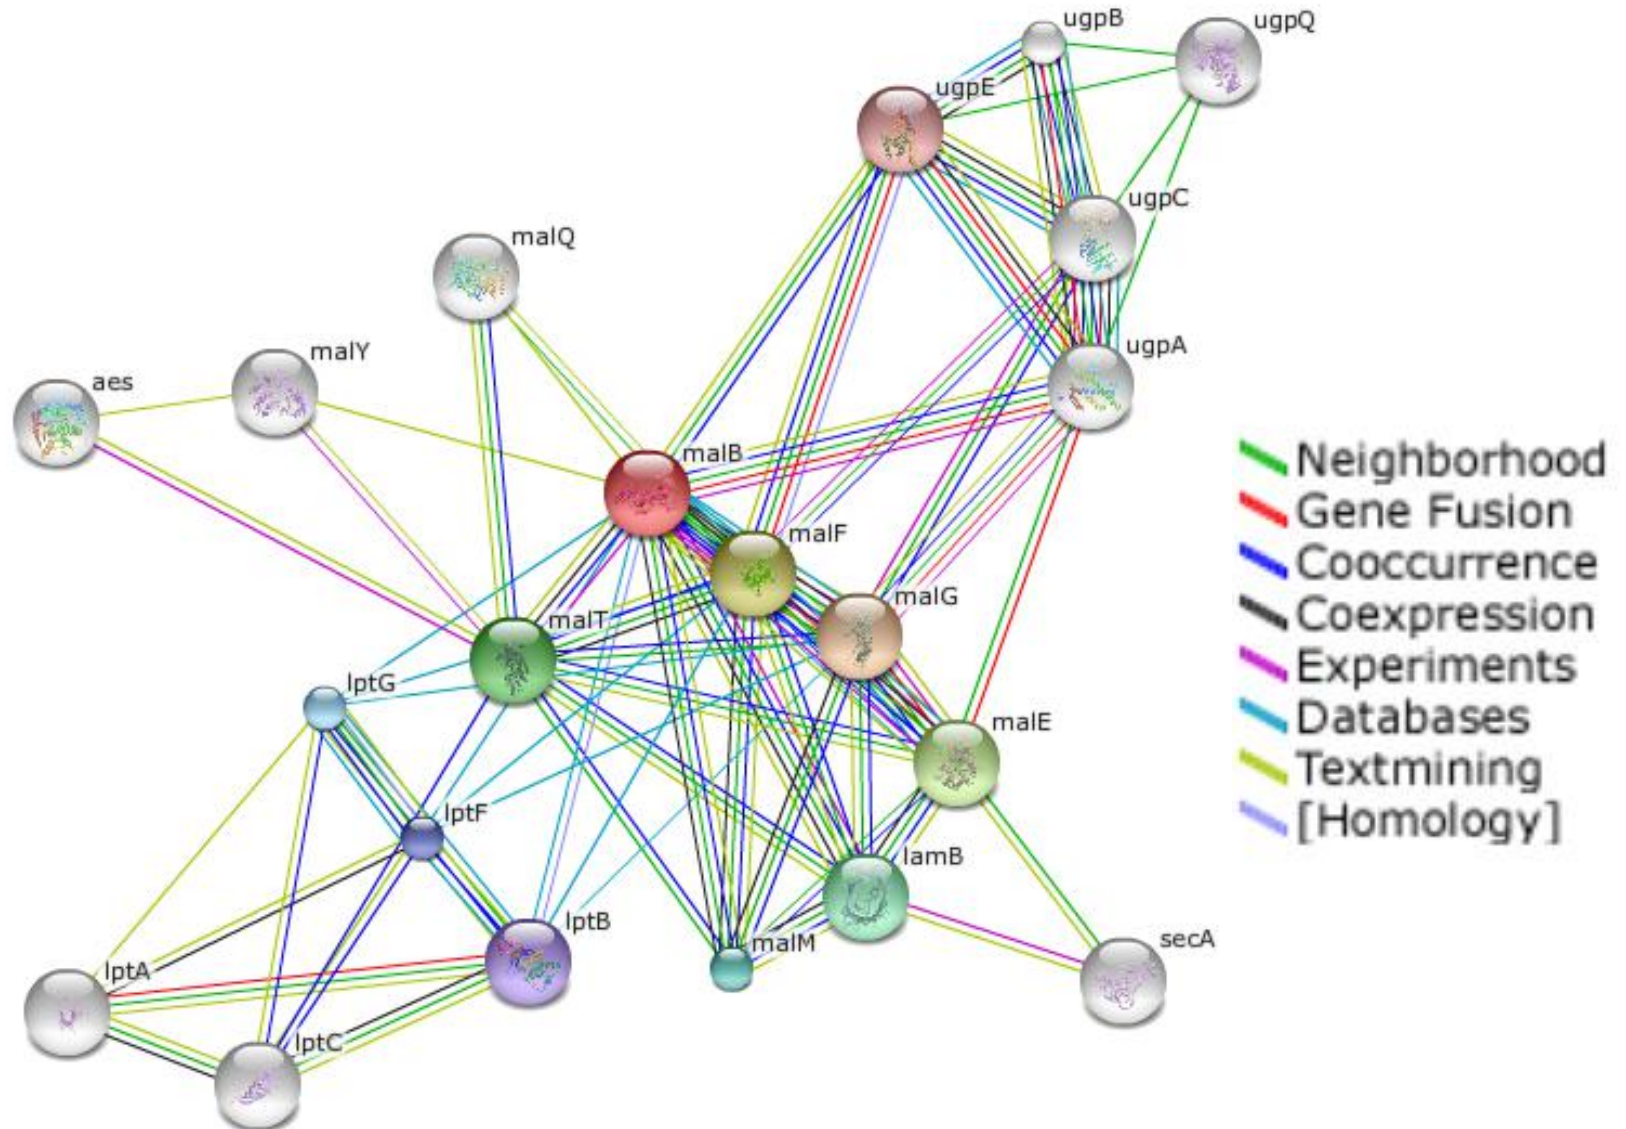 ugpB
ugpQ
ugpE
ugpC
malQ
ugpA
malY
aes
malB
malF
malG
malT
lptG
malE
lptF
lamB
lptB
malM
secA
lptA
lptC
Neighborhood
Gene Fusion
Cooccurrence
Coexpression
Experiments
Databases
Textmining
[Homology]